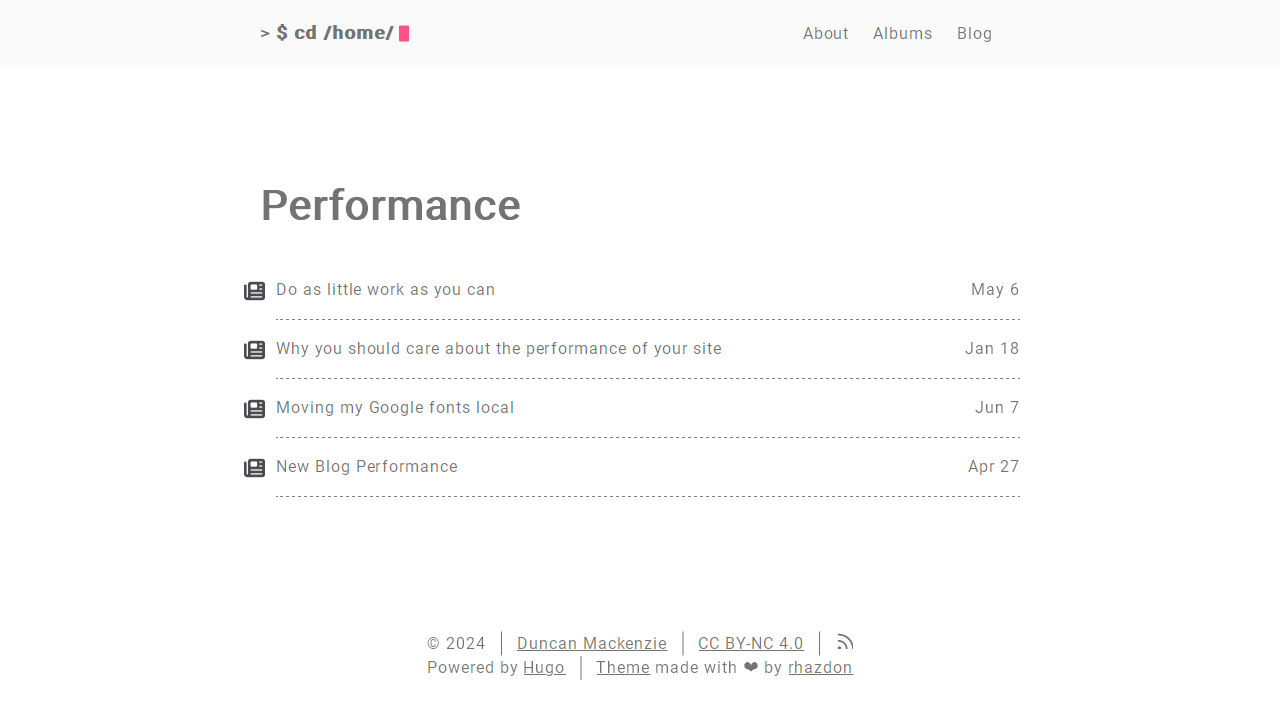 > $ cd /home/
About Albums Blog
Performance
Do as little work as you can May 6
Why you should care about the performance of your site Jan 18
Moving my Google fonts local Jun 7
New Blog Performance Apr 27
© 2024 Duncan Mackenzie CC BY-NC 4.0
Powered by Hugo Theme made with ❤ by rhazdon